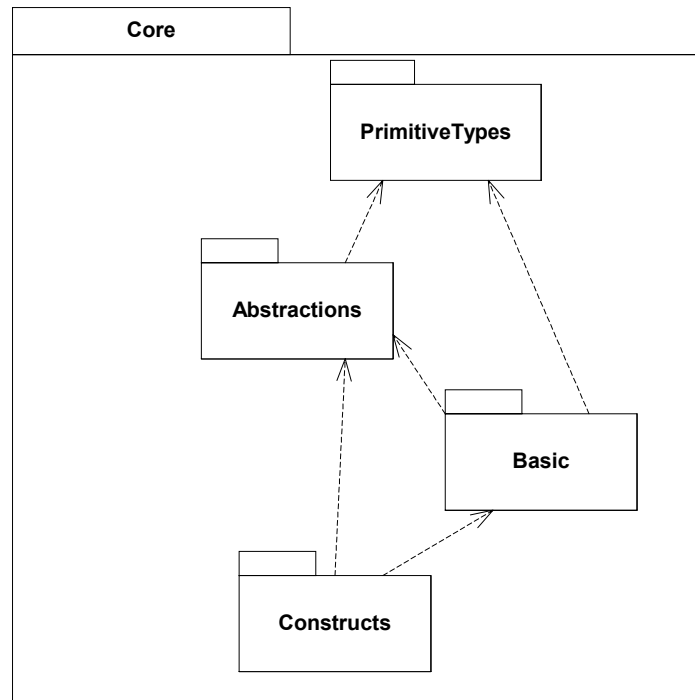 Core
PrimitiveTypes
Abstractions
Basic
Constructs